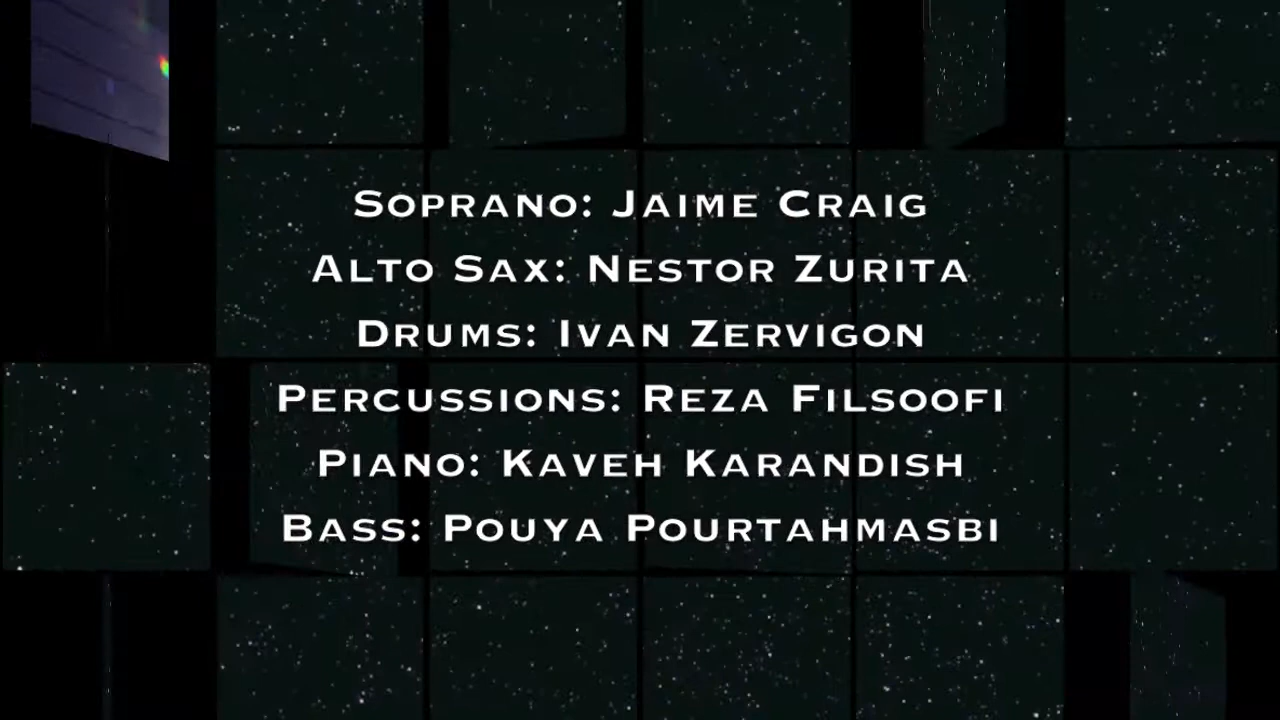 Soprano: Jaime Craig
Alto Sax: Nestor Zurita
Drums: Ivan Zervigon
Percussions: Reza Filsoofi
Piano: Kaveh Karandish
Bass: Pouya Pourtahmasbi